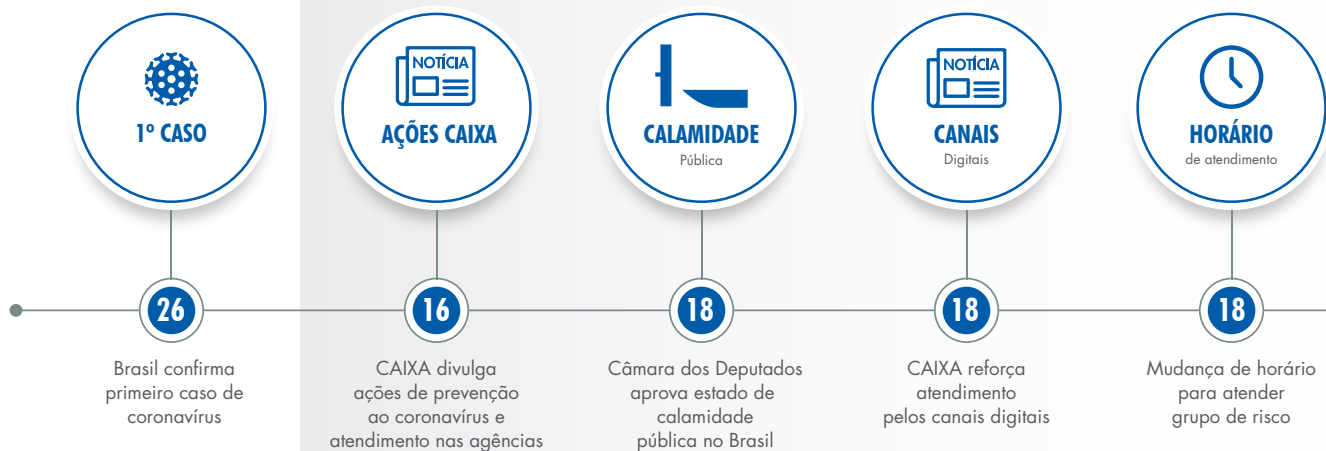 1º CASO
NOTÍCIA
AÇÕES CAIXA
CALAMIDADE
Pública
NOTÍCIA
CANAIS
Digitais
HORÁRIO
de atendimento
26
Brasil confirma
primeiro caso de
coronavírus
16
CAIXA divulga
ações de prevenção
ao coronavírus e
atendimento nas agências
18
Câmara dos Deputados
aprova estado de
calamidade
pública no Brasil
18
CAIXA reforça
atendimento
pelos canais digitais
18
Mudança de horário
para atender
grupo de risco